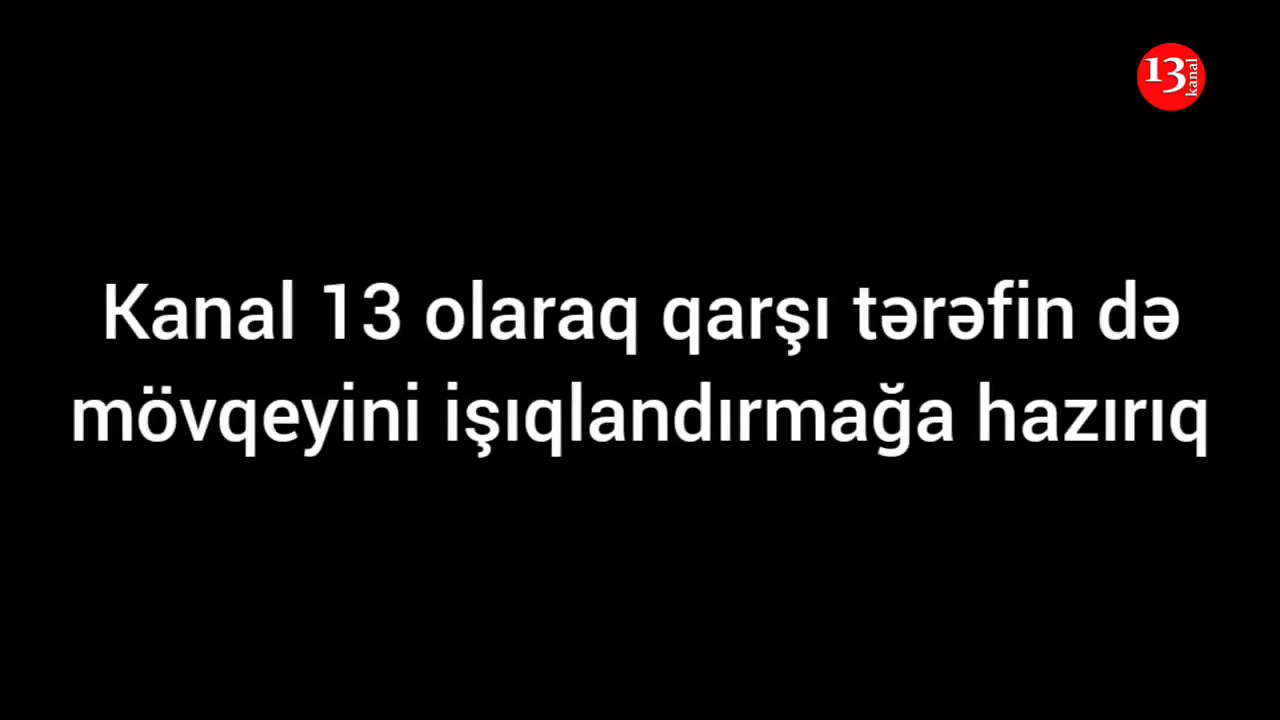 13 kanal
Kanal 13 olaraq qarşı tərəfin də
mövqeyini işıqlandırmağa hazırıq